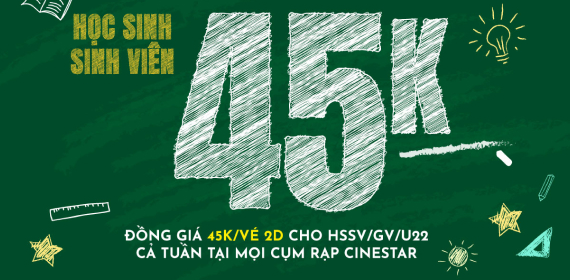 HỌC SINH
SINH VIÊN
45K
ĐỒNG GIÁ 45K/VÉ 2D CHO HSSV/GV/U22
CẢ TUẦN TẠI MỌI CỤM RẠP CINESTAR